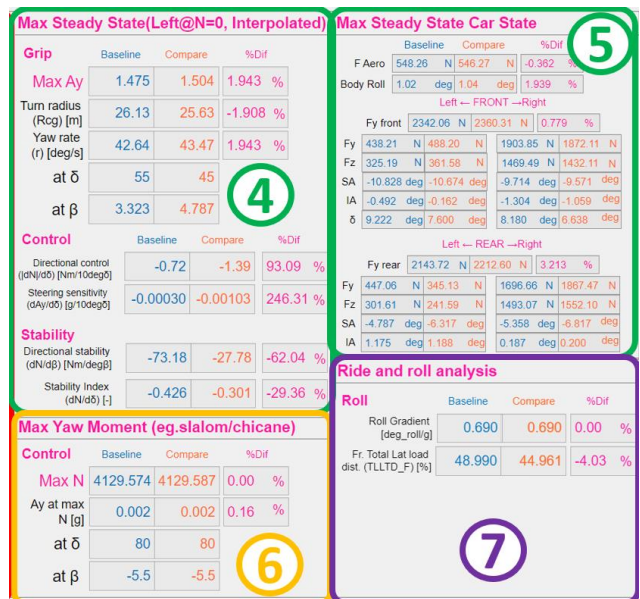 Max Steady State(Left@N=0, Interpolated)
Grip Baseline Compare %Dif
Max Ay 1.475 1.504 1.943 %
Turn radius
(Rcg) [m] 26.13 25.63 -1.908 %
Yaw rate
(r) [deg/s] 42.64 43.47 1.943 %
at δ 55 45
at β 3.323 4.787
4
Control Baseline Compare %Dif
Directional control
(|dN|/dδ) [Nm/10degδ] -0.72 -1.39 93.09 %
Steering sensitivity
(dAy/dδ) [g/10degδ] -0.00030 -0.00103 246.31 %
Stability
Directional stability
(dN/dβ) [Nm/degβ] -73.18 -27.78 -62.04 %
Stability Index
(dN/dδ) [-] -0.426 -0.301 -29.36 %
Max Steady State Car State
5
Baseline Compare %Dif
F Aero 548.26 N 546.27 N -0.362 %
Body Roll 1.02 deg 1.04 deg 1.939 %
Left ← FRONT →Right
Fy front 2342.06 N 2360.31 N 0.779 %
Fy 438.21 N 488.20 N 1903.85 N 1872.11 N
Fz 325.19 N 361.58 N 1469.49 N 1432.11 N
SA -10.828 deg -10.674 deg -9.714 deg -9.571 deg
IA -0.492 deg -0.162 deg -1.304 deg -1.059 deg
δ 9.222 deg 7.600 deg 8.180 deg 6.638 deg
Left ← REAR →Right
Fy rear 2143.72 N 2212.60 N 3.213 %
Fy 447.06 N 345.13 N 1696.66 N 1867.47 N
Fz 301.61 N 241.59 N 1493.07 N 1552.10 N
SA -4.787 deg -6.317 deg -5.358 deg -6.817 deg
IA 1.175 deg 1.188 deg 0.187 deg 0.200 deg
Max Yaw Moment (eg.slalom/chicane)
Control Baseline Compare %Dif
Max N 4129.574 4129.587 0.00 %
Ay at max
N [g] 0.002 0.002 0.16 %
at δ 80 80
at β -5.5 -5.5
6
Ride and roll analysis
Roll Baseline Compare %Dif
Roll Gradient
[deg_roll/g] 0.690 0.690 0.00 %
Fr. Total Lat load
dist. (TLLTD_F) [%] 48.990 44.961 -4.03 %
7